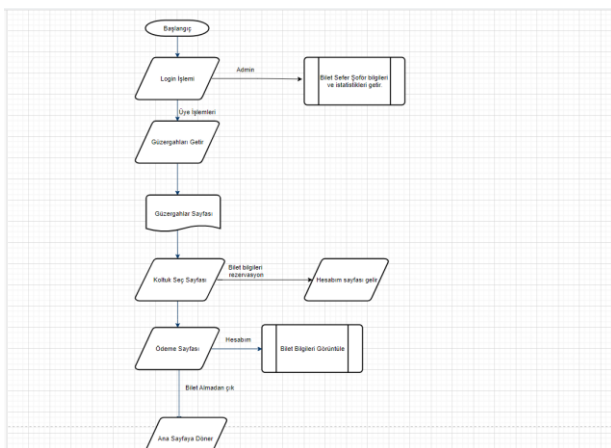 Başlangıç
Login İşlemi
Admin
Bilet Sefer Şoför bilgileri
ve istatistikleri getir.
Üye İşlemleri
Güzergahları Getir
Güzergahlar Sayfası
Koltuk Seç Sayfası
Bilet bilgileri
rezervasyon
Hesabım sayfası gelir
Ödeme Sayfası
Hesabım
Bilet Bilgileri Görüntüle
Bilet Almadan çık
Ana Sayfaya Döner